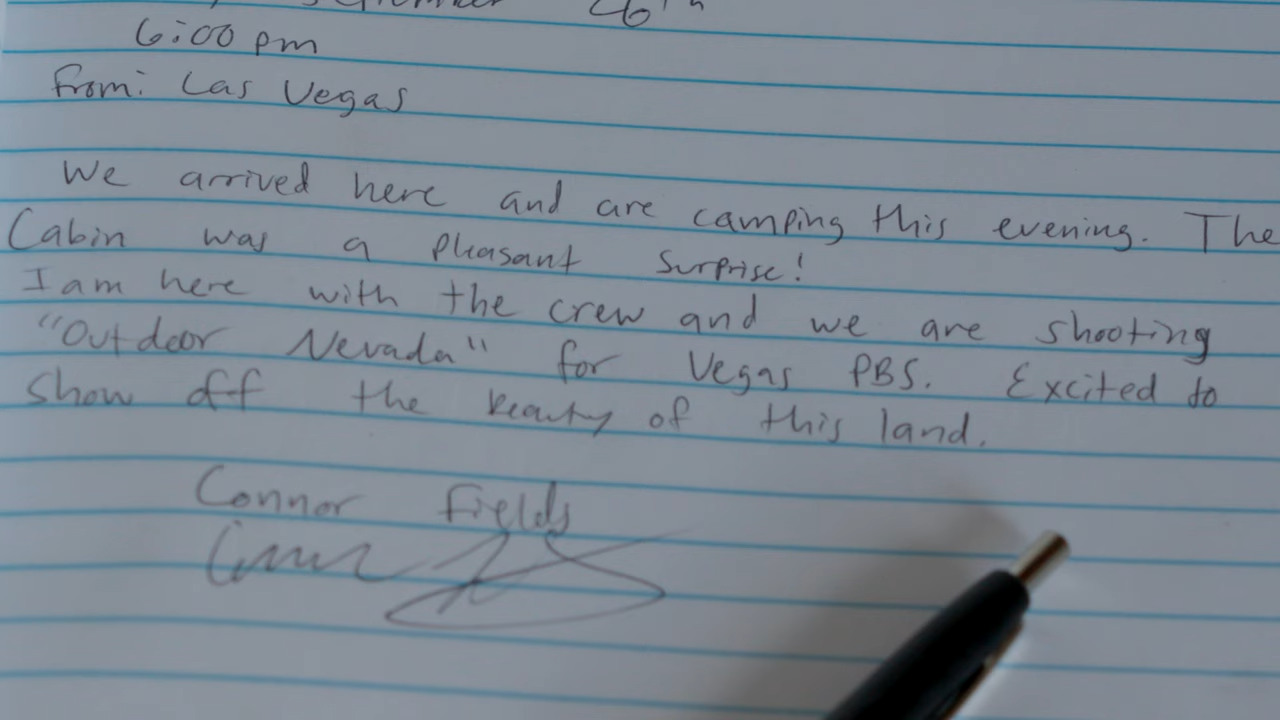 September 26th
6:00 pm
From: Las Vegas
We arrived here and are camping this evening. The
Cabin was a pleasant surprise!
I am here with the crew and we are shooting
"Outdoor Nevada" for Vegas PBS. Excited to
show off the beauty of this land.
Connor Fields